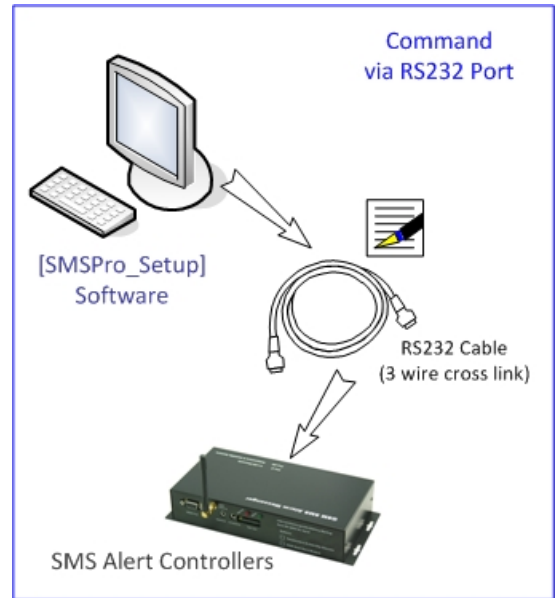 Command
via RS232 Port
[SMSPro_Setup]
Software
RS232 Cable
(3 wire cross link)
SMS Alert Controllers